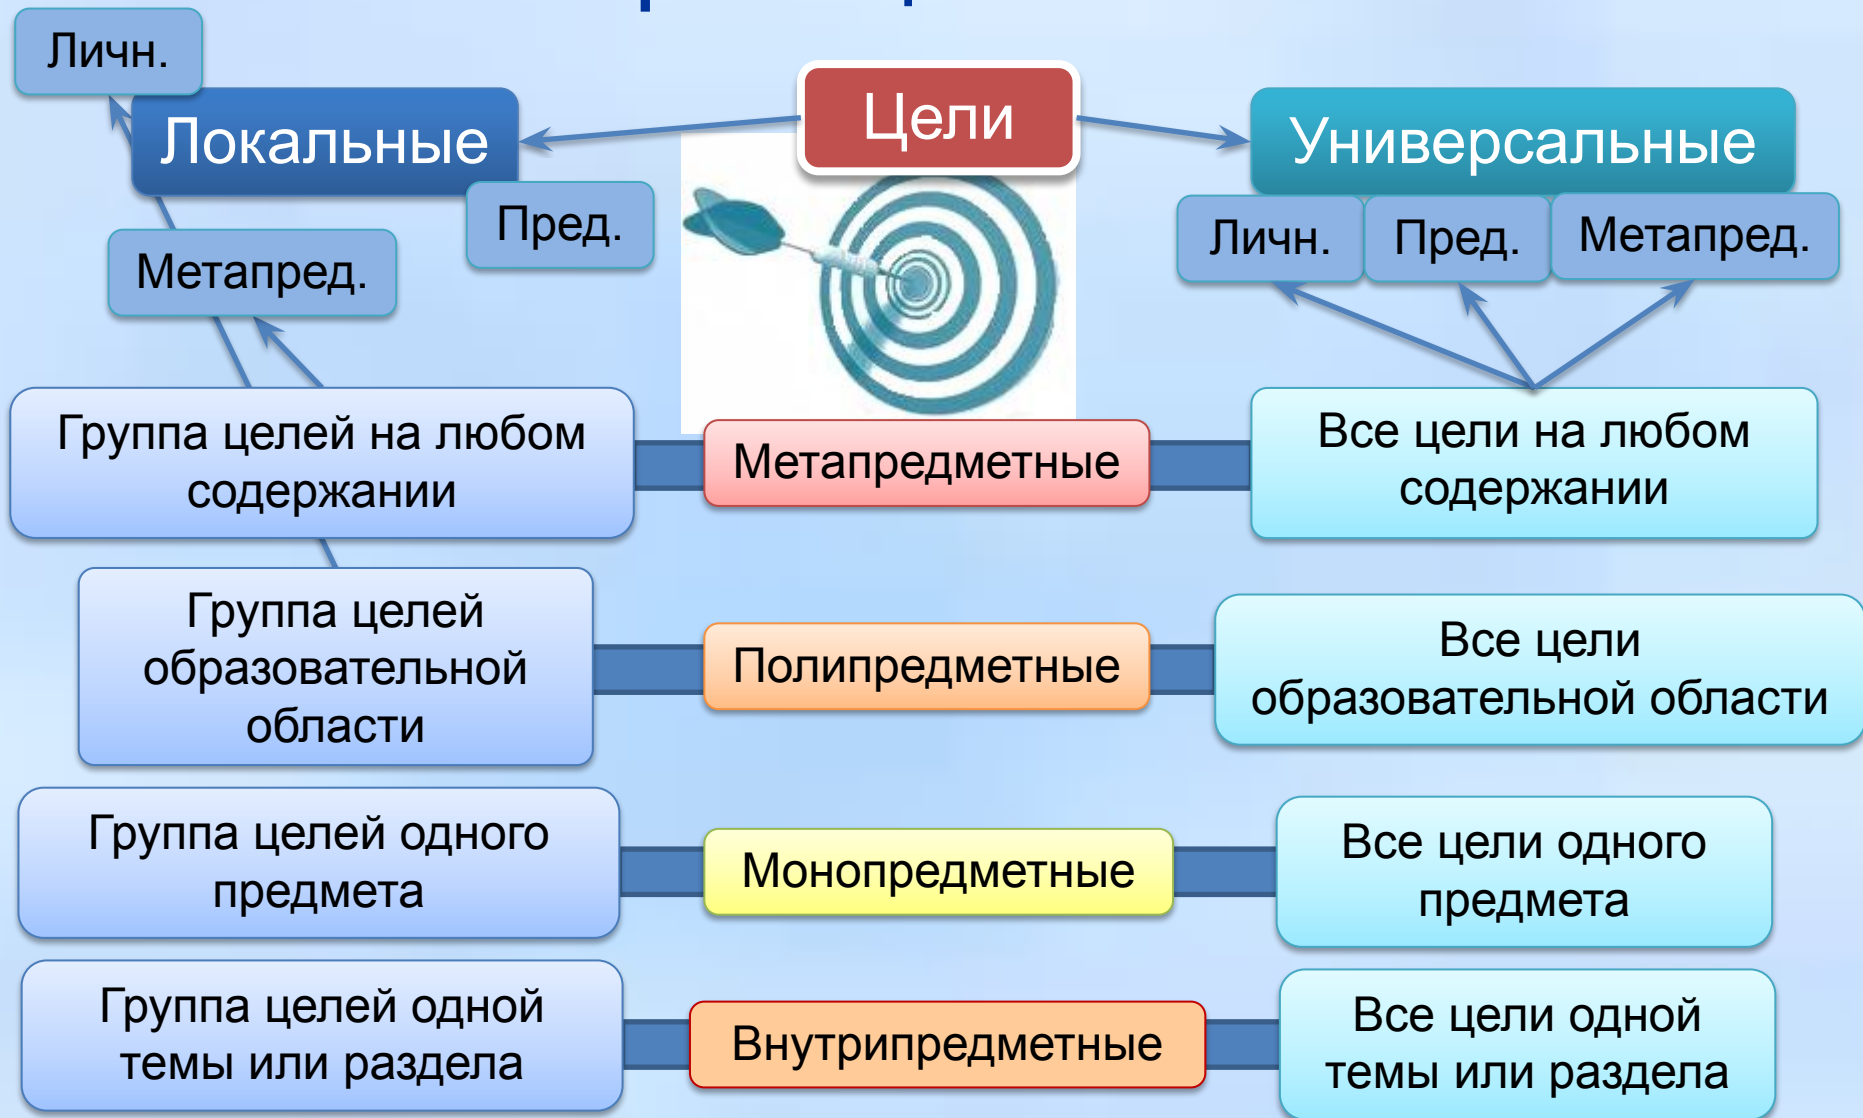 Личн.
Цели
Локальные
Универсальные
Пред.
Метапред.
Личн.
Пред.
Метапред.
Группа целей на любом
содержании
Метапредметные
Все цели на любом
содержании
Группа целей
образовательной
области
Полипредметные
Все цели
образовательной области
Группа целей одного
предмета
Монопредметные
Все цели одного
предмета
Группа целей одной
темы или раздела
Внутрипредметные
Все цели одной
темы или раздела